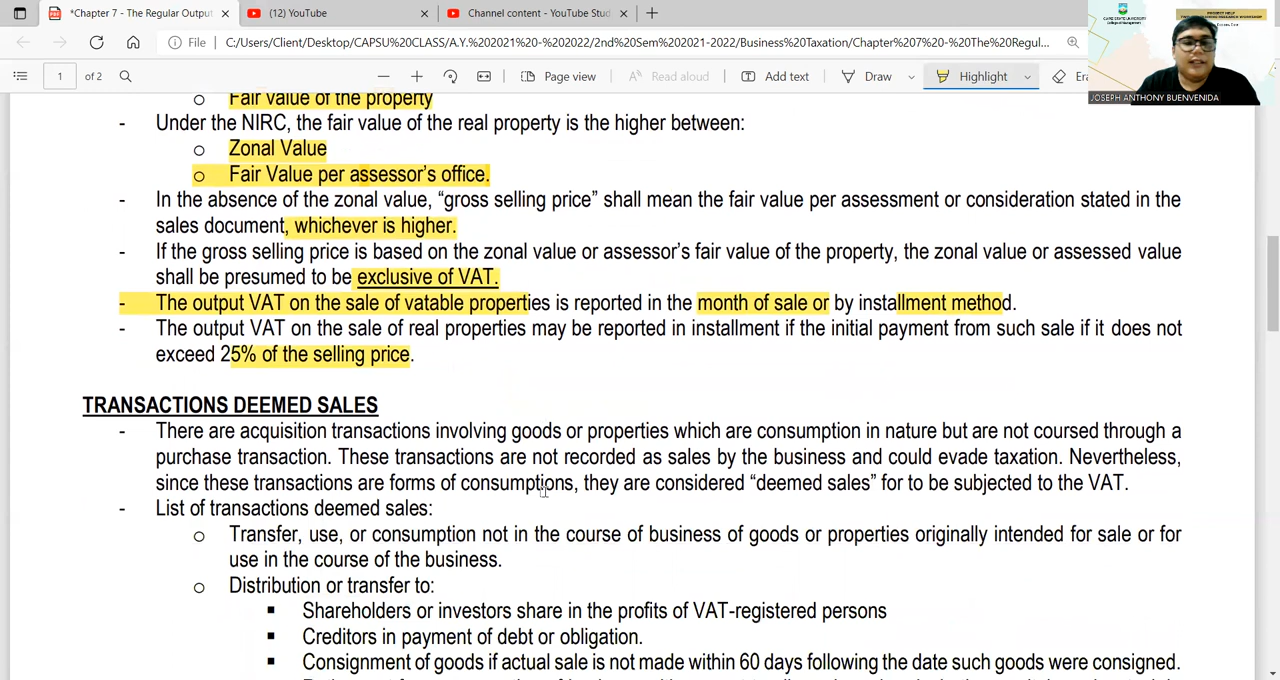 *Chapter 7 - The Regular Output
(12) YouTube
Channel content - YouTube Stud
File
C:/Users/Client/Desktop/CAPSU%20CLASS/A.Y.%202021%20-%202022/2nd%20Sem%202021-2022/Business%20Taxation/Chapter%207%20-%20The%20Regul...
1 of 2
Page view
Read aloud
Add text
Draw
Highlight
Era
JOSEPH ANTHONY BUENVENIDA
o Fair value of the property
- Under the NIRC, the fair value of the real property is the higher between:
o Zonal Value
o Fair Value per assessor's office.
- In the absence of the zonal value, “gross selling price” shall mean the fair value per assessment or consideration stated in the
sales document, whichever is higher.
- If the gross selling price is based on the zonal value or assessor's fair value of the property, the zonal value or assessed value
shall be presumed to be exclusive of VAT.
- The output VAT on the sale of vatable properties is reported in the month of sale or by installment method.
- The output VAT on the sale of real properties may be reported in installment if the initial payment from such sale if it does not
exceed 25% of the selling price.
TRANSACTIONS DEEMED SALES
- There are acquisition transactions involving goods or properties which are consumption in nature but are not coursed through a
purchase transaction. These transactions are not recorded as sales by the business and could evade taxation. Nevertheless,
since these transactions are forms of consumptions, they are considered “deemed sales” for to be subjected to the VAT.
- List of transactions deemed sales:
o Transfer, use, or consumption not in the course of business of goods or properties originally intended for sale or for
use in the course of the business.
o Distribution or transfer to:
▪ Shareholders or investors share in the profits of VAT-registered persons
▪ Creditors in payment of debt or obligation.
▪ Consignment of goods if actual sale is not made within 60 days following the date such goods were consigned.